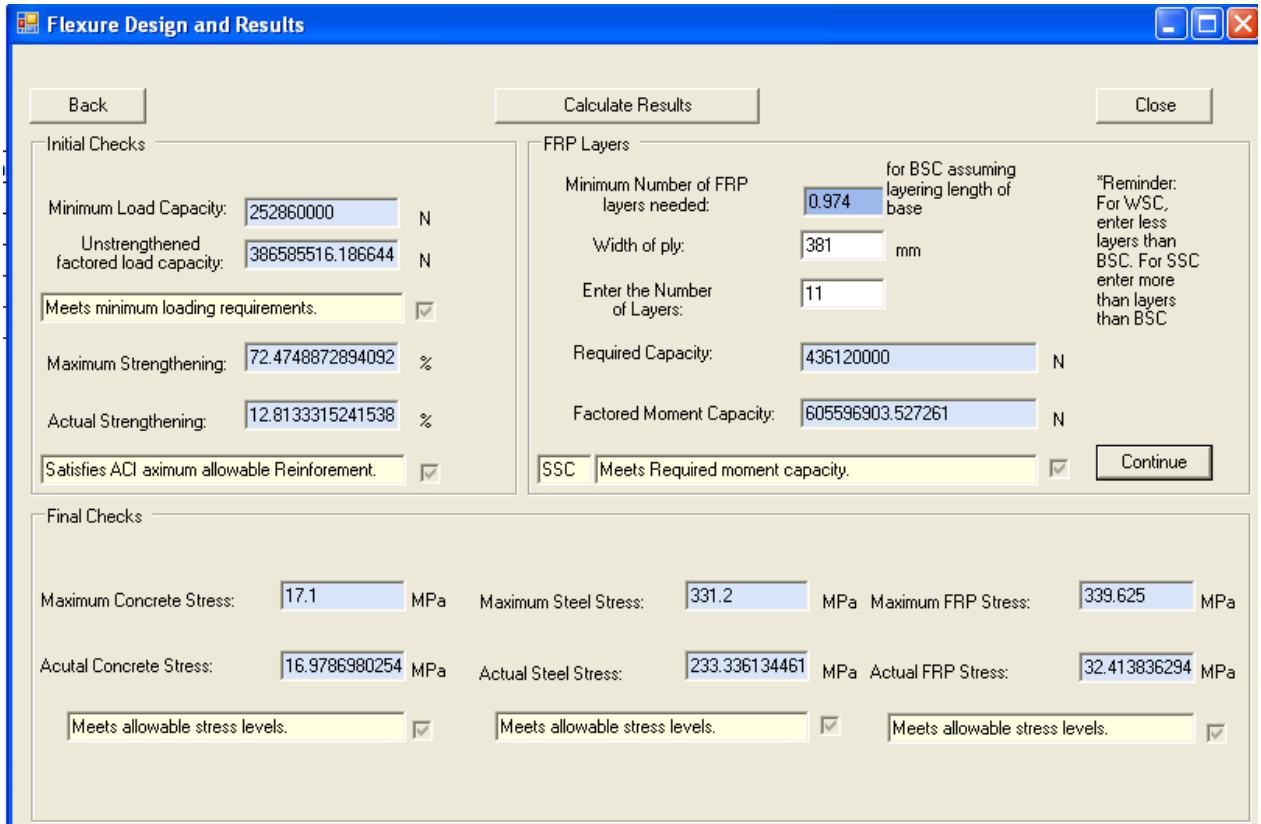 Flexure Design and Results
Back
Calculate Results
Close
Initial Checks
Minimum Load Capacity: 252860000 N
Unstrengthened
factored load capacity: 386585516.186644 N
Meets minimum loading requirements.
Maximum Strengthening: 72.4748872894092 %
Actual Strengthening: 12.8133315241538 %
Satisfies ACI aximum allowable Reinforement.
FRP Layers
Minimum Number of FRP
layers needed: 0.974
for BSC assuming
layering length of
base
Width of ply: 381 mm
Enter the Number
of Layers: 11
Required Capacity: 436120000 N
Factored Moment Capacity: 605596903.527261 N
SSC Meets Required moment capacity.
*Reminder:
For WSC,
enter less
layers than
BSC. For SSC
enter more
than layers
than BSC
Continue
Final Checks
Maximum Concrete Stress: 17.1 MPa Maximum Steel Stress: 331.2 MPa Maximum FRP Stress: 339.625 MPa
Acutal Concrete Stress: 16.9786980254 MPa Actual Steel Stress: 233.336134461 MPa Actual FRP Stress: 32.413836294 MPa
Meets allowable stress levels. Meets allowable stress levels. Meets allowable stress levels.